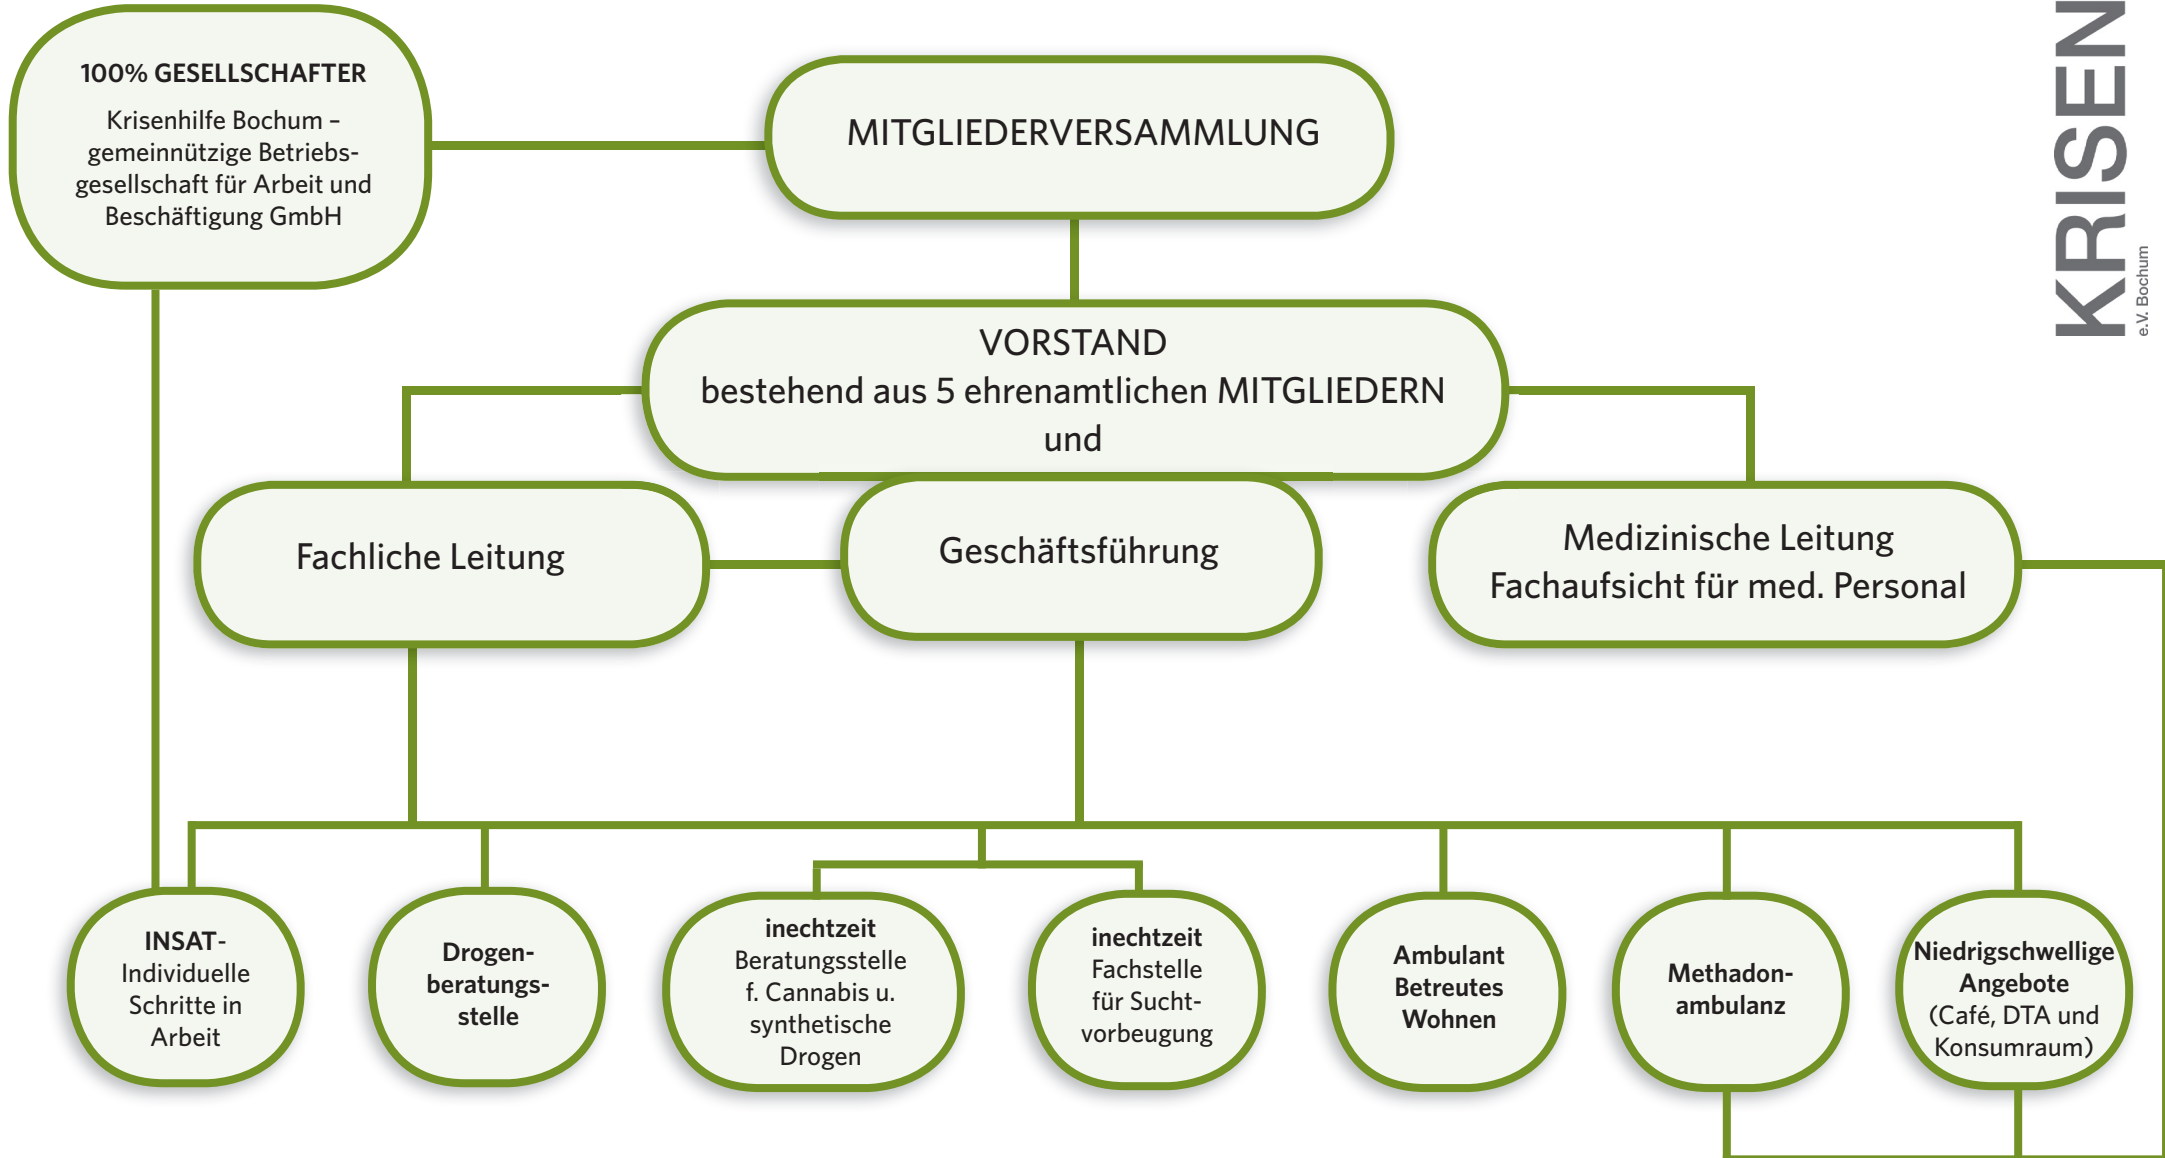 100% GESELLSCHAFTER
Krisenhilfe Bochum –
gemeinnützige Betriebs-
gesellschaft für Arbeit und
Beschäftigung GmbH
MITGLIEDERVERSAMMLUNG
KRISEN
e.V. Bochum
VORSTAND
bestehend aus 5 ehrenamtlichen MITGLIEDERN
und
Fachliche Leitung
Geschäftsführung
Medizinische Leitung
Fachaufsicht für med. Personal
INSAT-
Individuelle
Schritte in
Arbeit
Drogen-
beratungs-
stelle
inechtzeit
Beratungsstelle
f. Cannabis u.
synthetische
Drogen
inechtzeit
Fachstelle
für Sucht-
vorbeugung
Ambulant
Betreutes
Wohnen
Methadon-
ambulanz
Niedrigschwellige
Angebote
(Café, DTA und
Konsumraum)